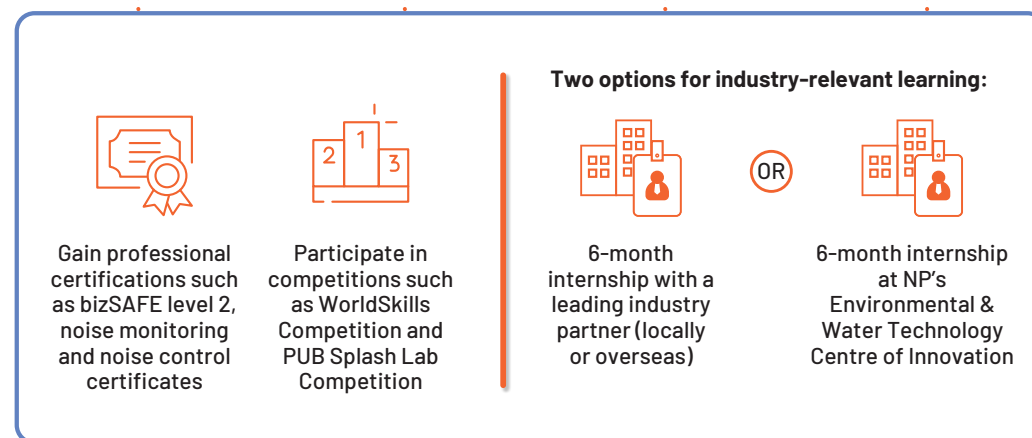 Gain professional
certifications such
as bizSAFE level 2,
noise monitoring
and noise control
certificates
2
1
3
Participate in
competitions such
as WorldSkills
Competition and
PUB Splash Lab
Competition
Two options for industry-relevant learning:
6-month
internship with a
leading industry
partner (locally
or overseas)
OR
6-month internship
at NP's
Environmental &
Water Technology
Centre of Innovation